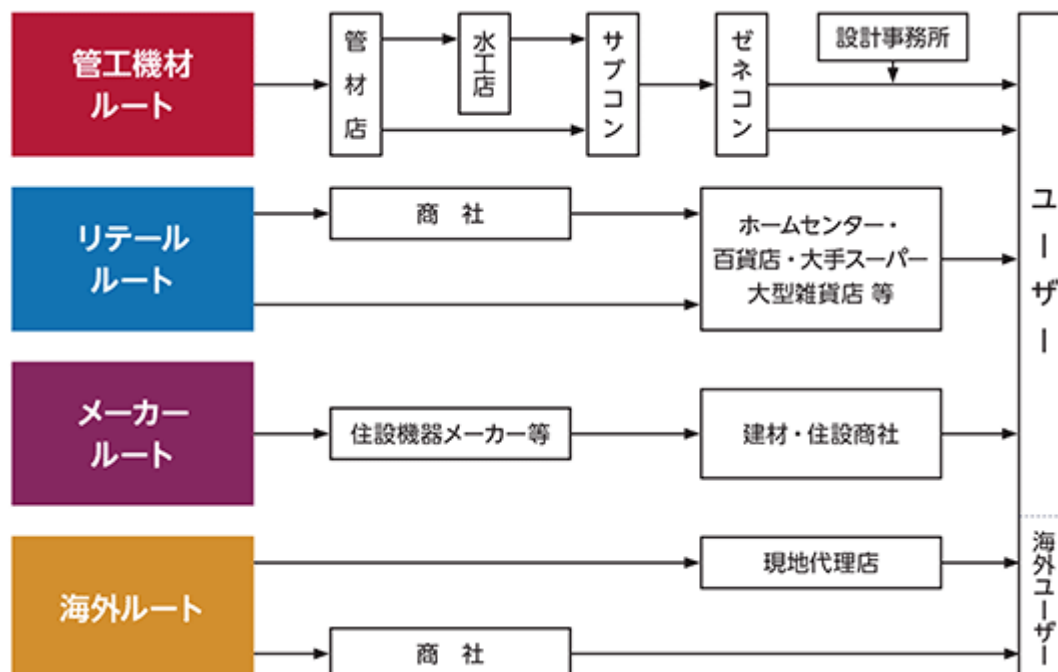 管工機材
ルート
管材店
水工店
サブコン
ゼネコン
設計事務所
ユーザー
リテール
ルート
商 社
ホームセンター・
百貨店・大手スーパー
大型雑貨店 等
メーカー
ルート
住設機器メーカー等
建材・住設商社
海外ルート
現地代理店
商 社
海外ユーザー